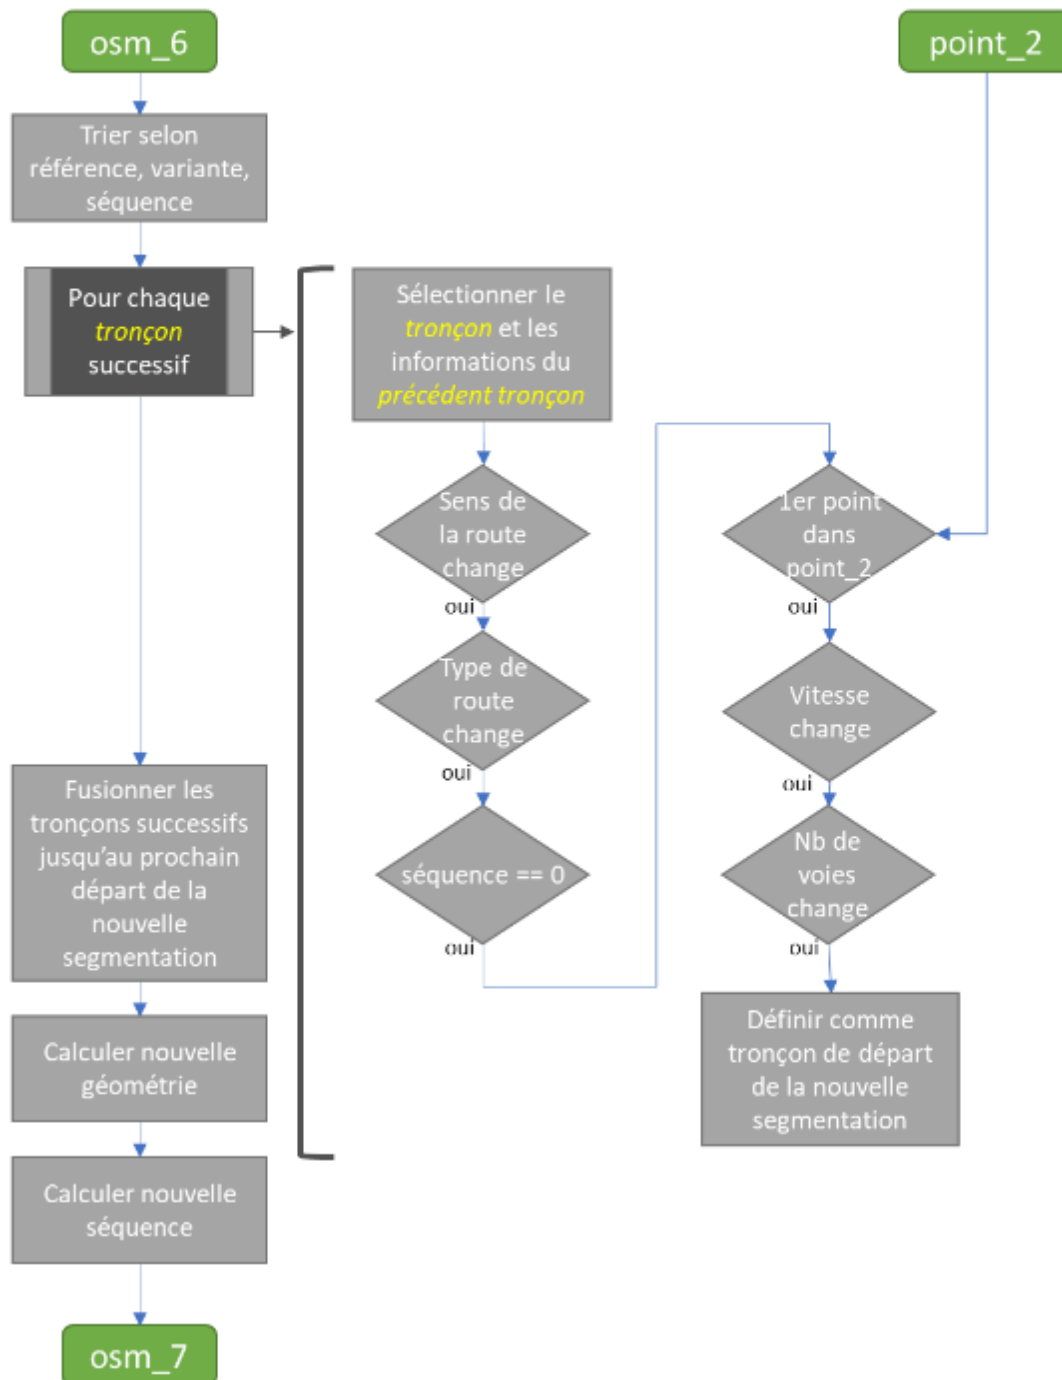 osm_6
point_2
Trier selon
référence, variante,
séquence
Pour chaque
tronçon
successif
Sélectionner le
tronçon et les
informations du
précédent tronçon
Sens de
la route
change
oui
Type de
route
change
oui
séquence == 0
oui
1er point
dans
point_2
oui
Vitesse
change
oui
Nb de
voies
change
oui
Définir comme
tronçon de départ
de la nouvelle
segmentation
Fusionner les
tronçons successifs
jusqu'au prochain
départ de la
nouvelle
segmentation
Calculer nouvelle
géométrie
Calculer nouvelle
séquence
osm_7